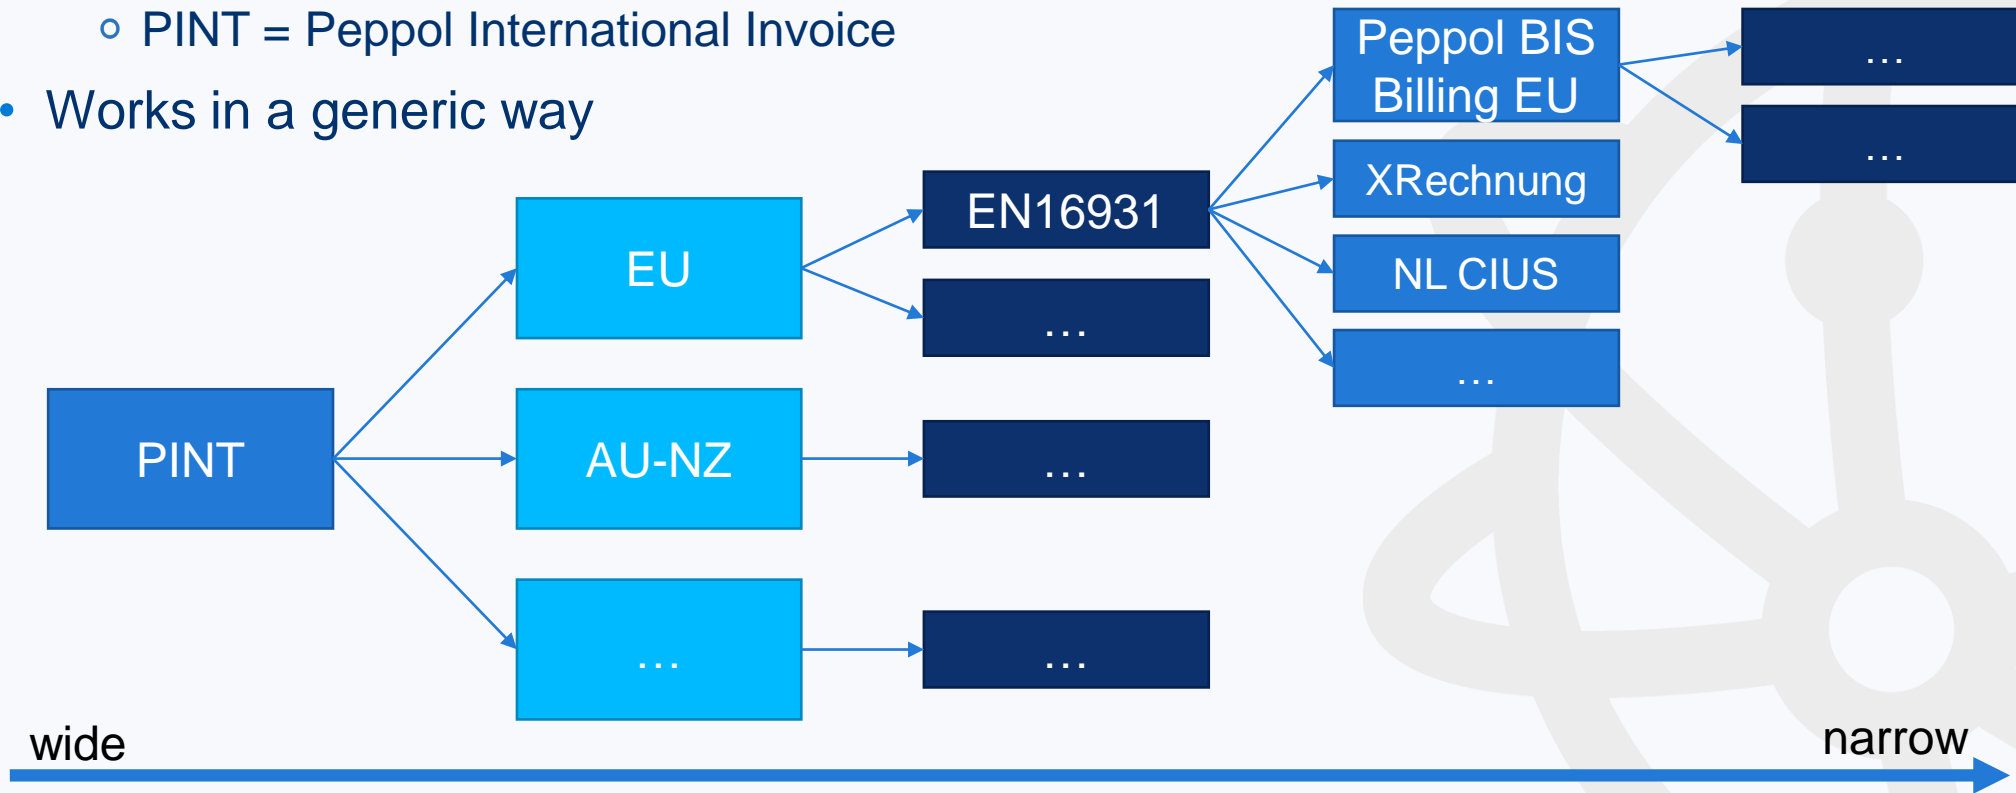 PINT = Peppol International Invoice
Works in a generic way
Peppol BIS
Billing EU
...
...
XRechnung
EN16931
EU
NL CIUS
...
...
PINT
AU-NZ
...
...
...
wide
narrow